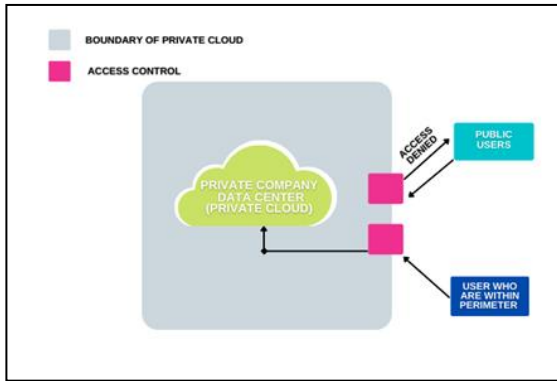 BOUNDARY OF PRIVATE CLOUD
ACCESS CONTROL
PRIVATE COMPANY
DATA CENTER
(PRIVATE CLOUD)
ACCESS
DENIED
PUBLIC
USERS
USER WHO
ARE WITHIN
PERIMETER